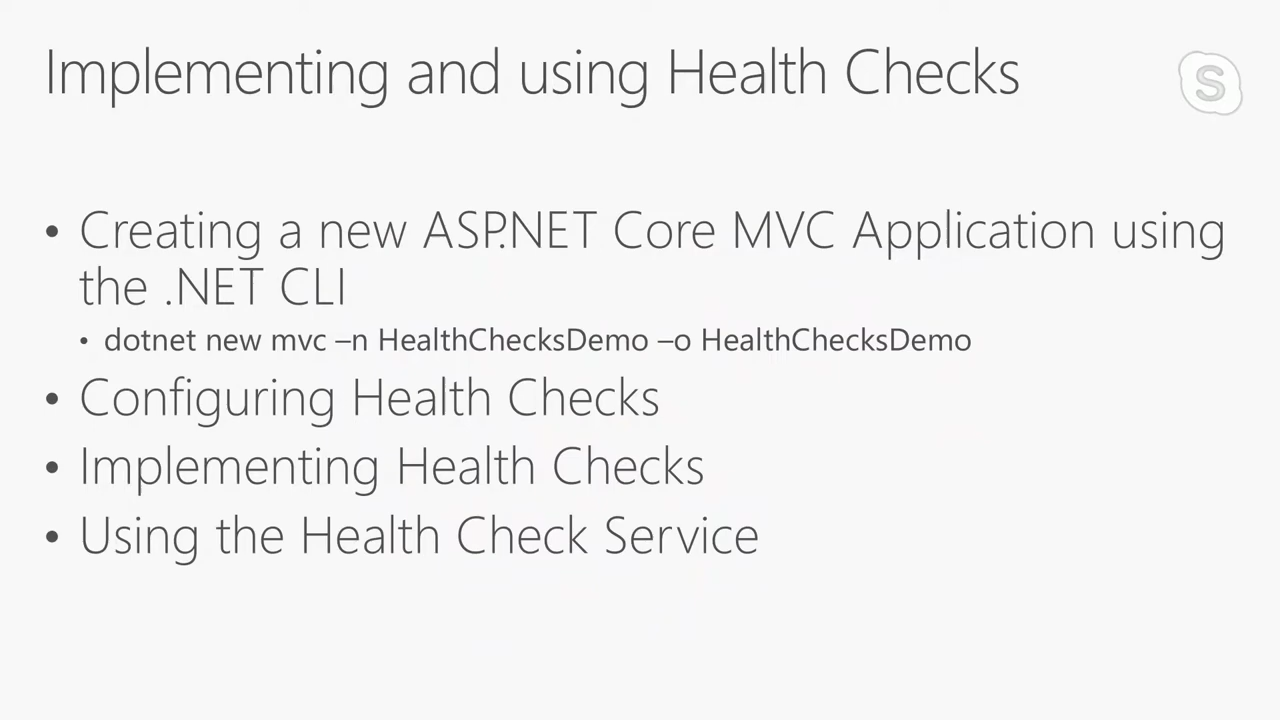 Implementing and using Health Checks
S
• Creating a new ASP.NET Core MVC Application using
the .NET CLI
• dotnet new mvc –n HealthChecksDemo –o HealthChecksDemo
• Configuring Health Checks
• Implementing Health Checks
• Using the Health Check Service